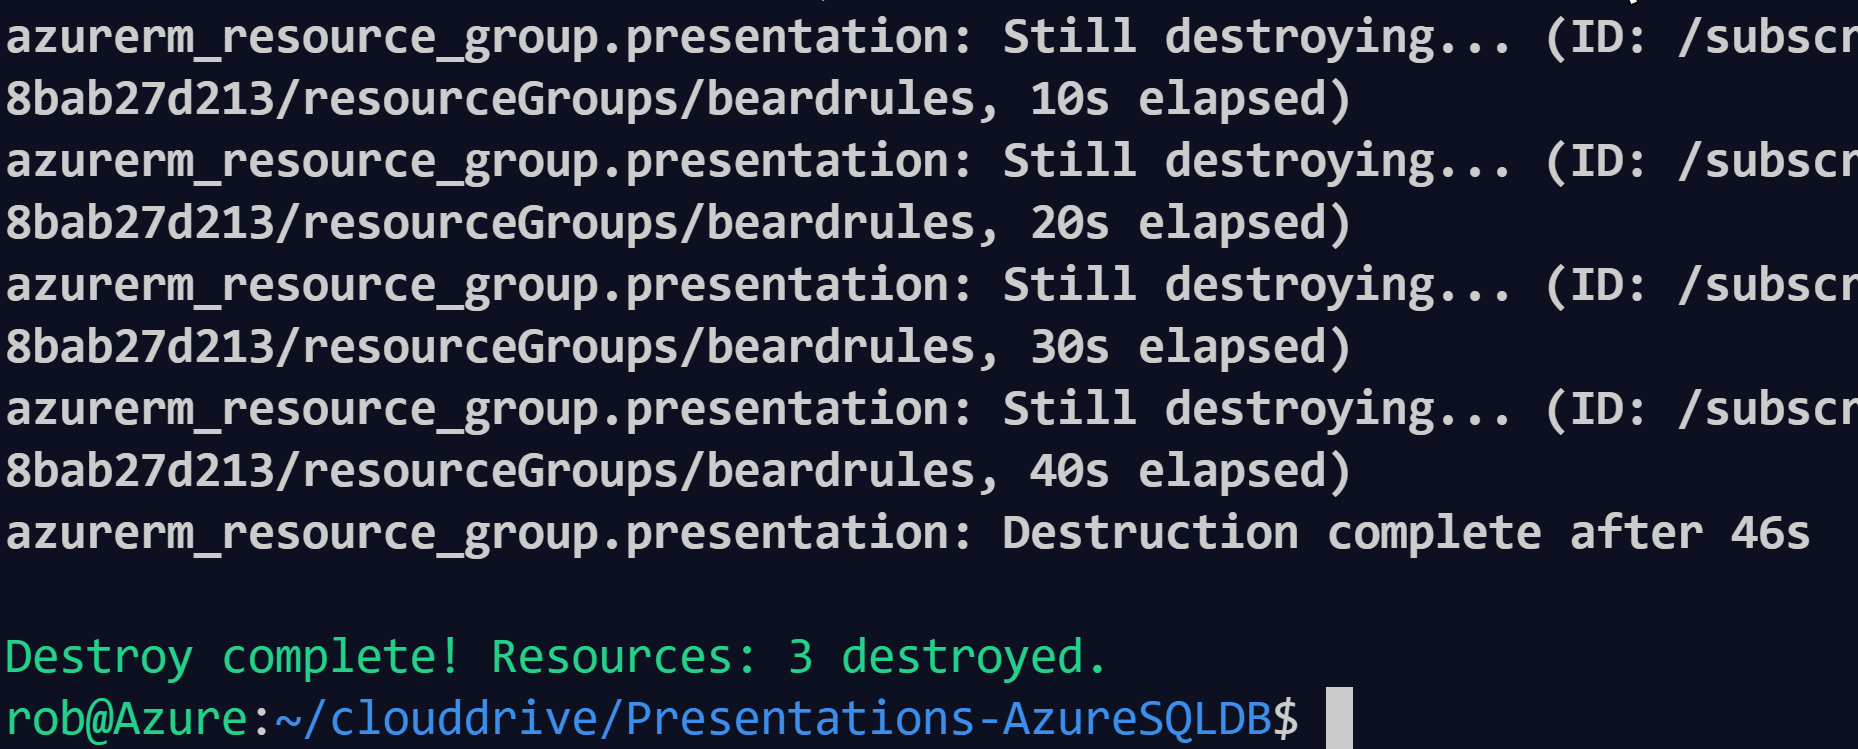 azurerm_resource_group.presentation: Still destroying... (ID: /subscr
8bab27d213/resourceGroups/beardrules, 10s elapsed)
azurerm_resource_group.presentation: Still destroying... (ID: /subscr
8bab27d213/resourceGroups/beardrules, 20s elapsed)
azurerm_resource_group.presentation: Still destroying... (ID: /subscr
8bab27d213/resourceGroups/beardrules, 30s elapsed)
azurerm_resource_group.presentation: Still destroying... (ID: /subscr
8bab27d213/resourceGroups/beardrules, 40s elapsed)
azurerm_resource_group.presentation: Destruction complete after 46s
Destroy complete! Resources: 3 destroyed.
rob@Azure:~/clouddrive/Presentations-AzureSQLDB$